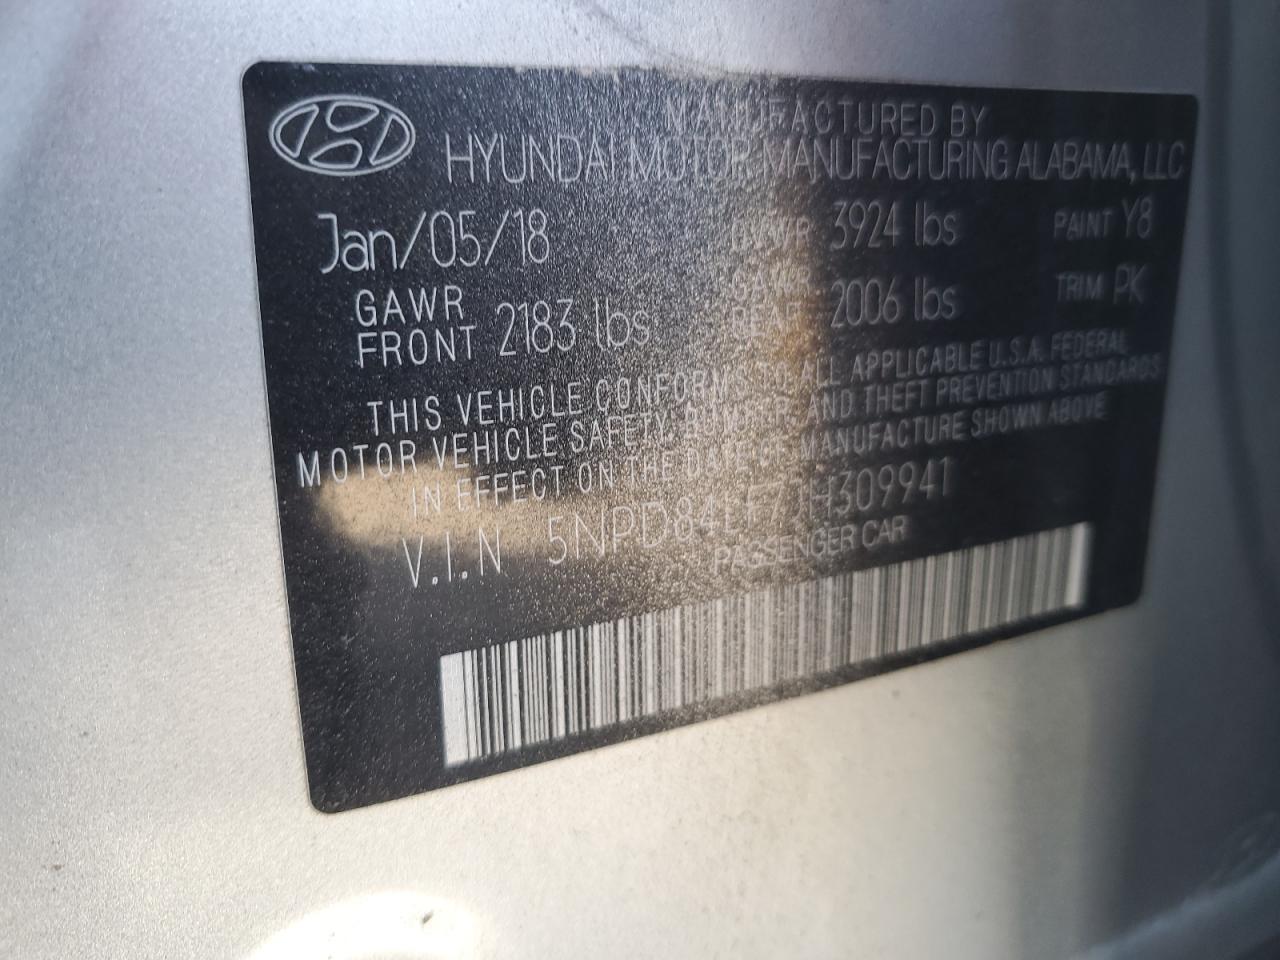 MANUFACTURED BY
HYUNDAI MOTOR MANUFACTURING ALABAMA, LLC
Jan/05/18 GVWR 3924 lbs PAINT Y8
GAWR FRONT 2183 lbs GAWR REAR 2006 lbs TRIM PK
THIS VEHICLE CONFORMS TO ALL APPLICABLE U.S.A. FEDERAL
MOTOR VEHICLE SAFETY, BUMPER, AND THEFT PREVENTION STANDARDS
IN EFFECT ON THE DATE OF MANUFACTURE SHOWN ABOVE
V.I.N 5NPD84LF7JH309941
PASSENGER CAR